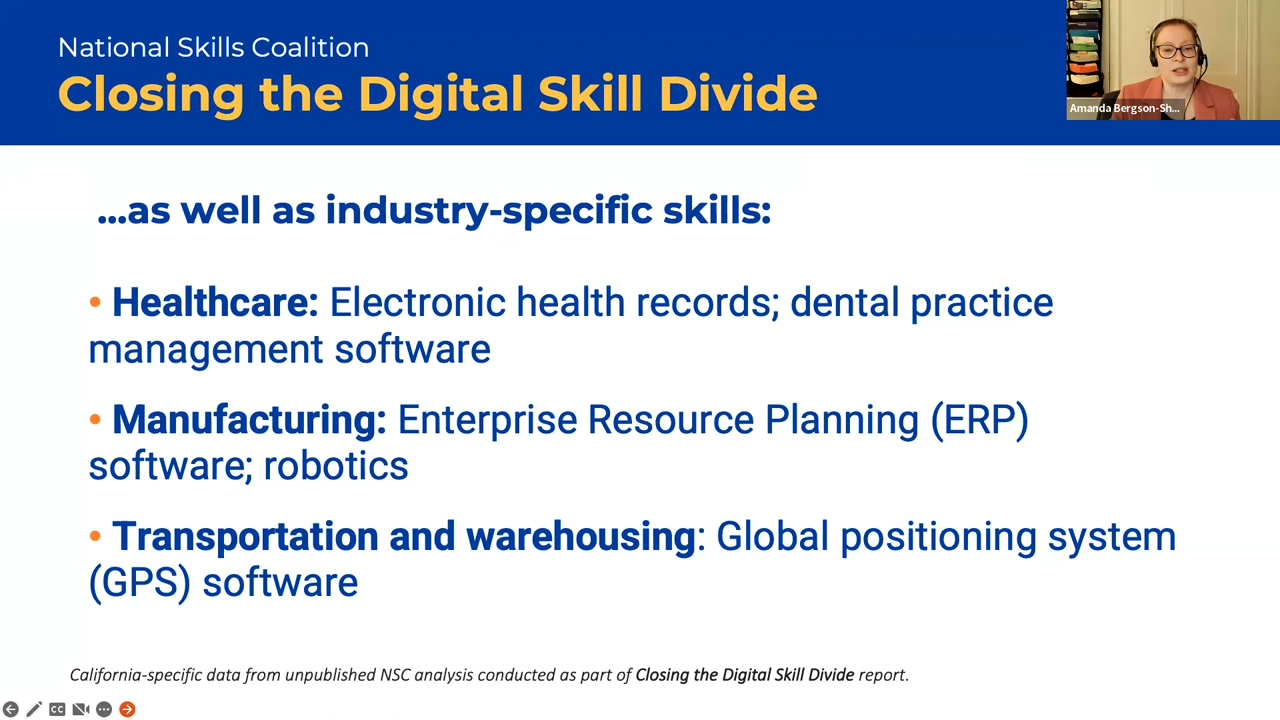 National Skills Coalition
Closing the Digital Skill Divide
Amanda Bergson-Sh...
...as well as industry-specific skills:
• Healthcare: Electronic health records; dental practice
management software
• Manufacturing: Enterprise Resource Planning (ERP)
software; robotics
• Transportation and warehousing: Global positioning system
(GPS) software
California-specific data from unpublished NSC analysis conducted as part of Closing the Digital Skill Divide report.
CC